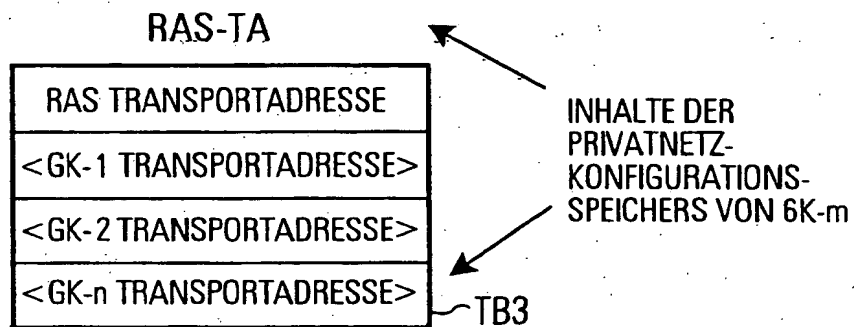 RAS-TA
RAS TRANSPORTADRESSE
<GK-1 TRANSPORTADRESSE>
<GK-2 TRANSPORTADRESSE>
<GK-n TRANSPORTADRESSE>
TB3
INHALTE DER
PRIVATNETZ-
KONFIGURATIONS-
SPEICHERS VON 6K-m